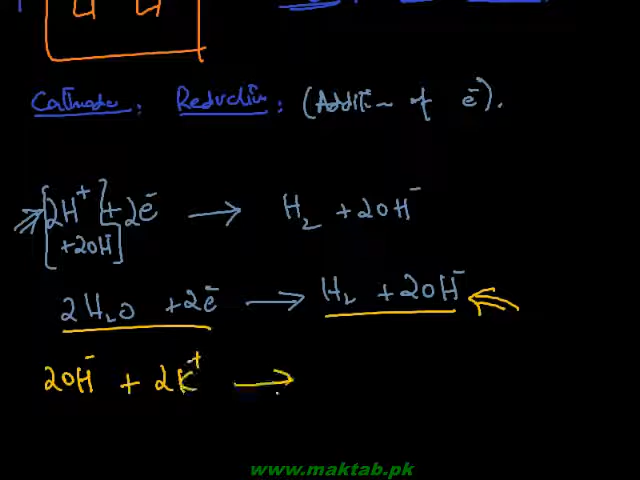 Cathode: Reduction: (Addition of e⁻).
2H⁺ + 2e⁻ → H₂ + 2OH⁻
+2OH⁻
2H₂O + 2e⁻ → H₂ + 2OH⁻
2OH⁻ + 2K⁺ →
www.maktab.pk